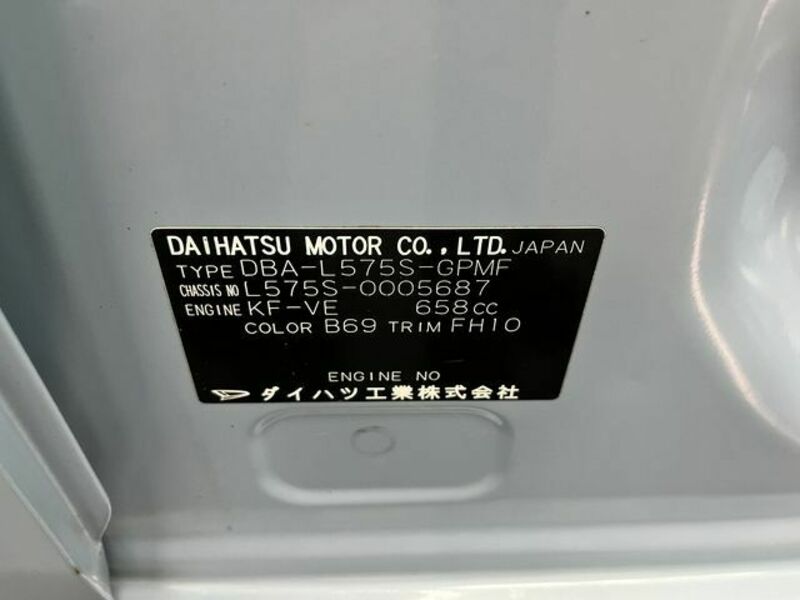 DAIHATSU MOTOR CO., LTD. JAPAN
TYPE DBA-L575S-GPMF
CHASSIS NO L575S-0005687
ENGINE KF-VE 658cc
COLOR B69 TRIM FH10
ENGINE NO
ダイハツ工業株式会社